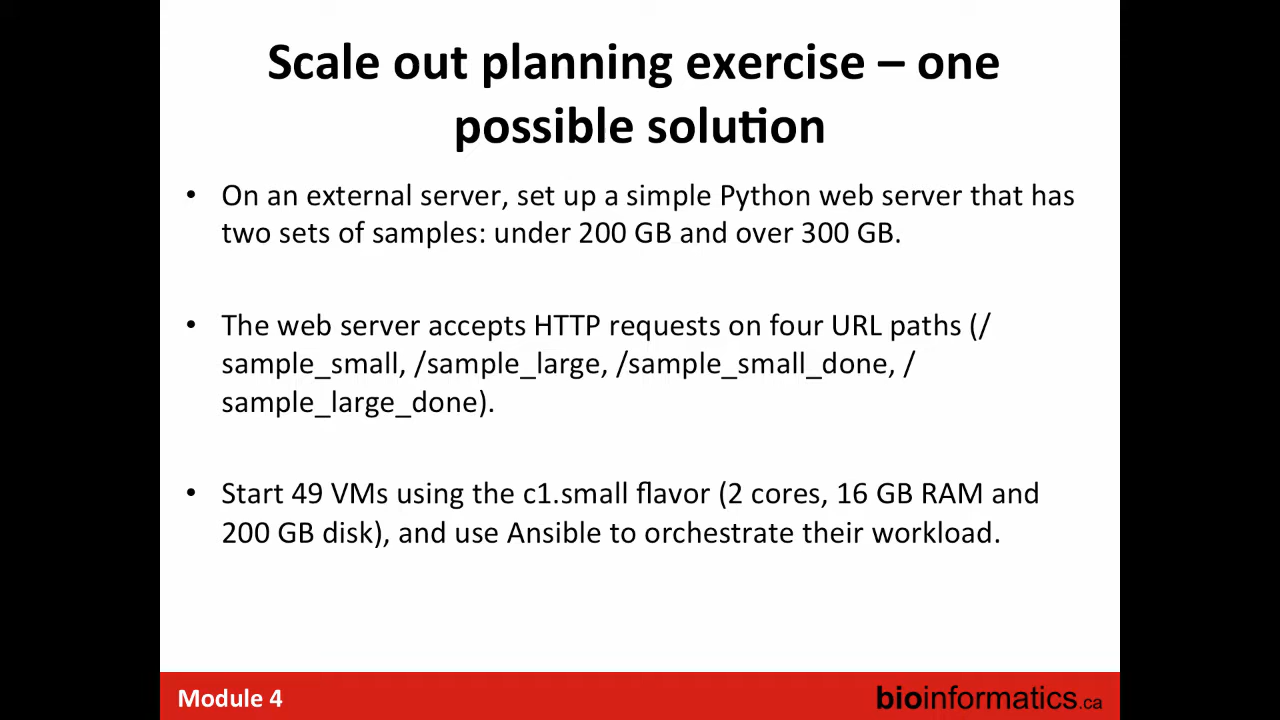 Scale out planning exercise – one
possible solution
• On an external server, set up a simple Python web server that has
two sets of samples: under 200 GB and over 300 GB.
• The web server accepts HTTP requests on four URL paths (/
sample_small, /sample_large, /sample_small_done, /
sample_large_done).
• Start 49 VMs using the c1.small flavor (2 cores, 16 GB RAM and
200 GB disk), and use Ansible to orchestrate their workload.
Module 4
bioinformatics.ca